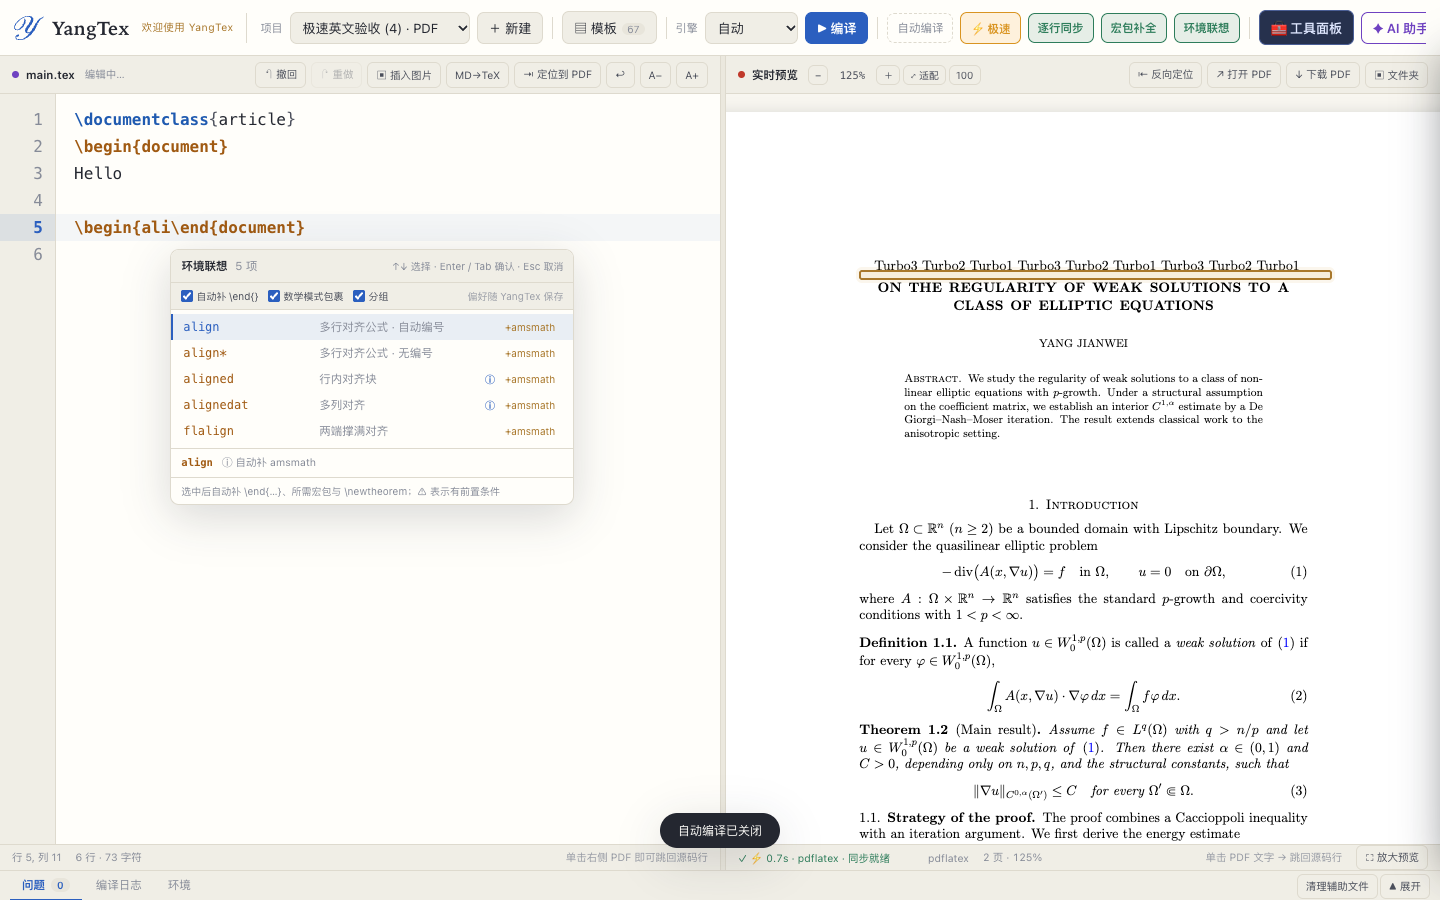 YangTex 欢迎使用 YangTex 项目 极速英文验收 (4) · PDF + 新建 模板 67 引擎 自动 ▶ 编译 自动编译 ⚡极速 逐行同步 宏包补全 环境联想 🧰 工具面板 ✦ AI 助手
● main.tex 编辑中... ↰ 撤回 ↱ 重做 ▣ 插入图片 MD→TeX ⇥ 定位到 PDF ↩ A− A+
● 实时预览 − 125% + ⤢ 适配 100 ⇤ 反向定位 ↗ 打开 PDF ↓ 下载 PDF ▣ 文件夹
1 \documentclass{article}
2 \begin{document}
3 Hello
4
5 \begin{ali\end{document}
6
环境联想 5 项 ↑↓ 选择 · Enter / Tab 确认 · Esc 取消
自动补 \end{} 数学模式包裹 分组 偏好随 YangTex 保存
align 多行对齐公式 · 自动编号 +amsmath
align* 多行对齐公式 · 无编号 +amsmath
aligned 行内对齐块 ⓘ +amsmath
alignedat 多列对齐 ⓘ +amsmath
flalign 两端撑满对齐 +amsmath
align ⓘ 自动补 amsmath
选中后自动补 \end{...}、所需宏包与 \newtheorem；⚠ 表示有前置条件
Turbo3 Turbo2 Turbo1 Turbo3 Turbo2 Turbo1 Turbo3 Turbo2 Turbo1
ON THE REGULARITY OF WEAK SOLUTIONS TO A
CLASS OF ELLIPTIC EQUATIONS
YANG JIANWEI
Abstract. We study the regularity of weak solutions to a class of non-
linear elliptic equations with p-growth. Under a structural assumption
on the coefficient matrix, we establish an interior C^{1,α} estimate by a De
Giorgi–Nash–Moser iteration. The result extends classical work to the
anisotropic setting.
1. Introduction
Let Ω ⊂ ℝⁿ (n ≥ 2) be a bounded domain with Lipschitz boundary. We
consider the quasilinear elliptic problem
− div(A(x, ∇u)) = f in Ω, u = 0 on ∂Ω, (1)
where A : Ω × ℝⁿ → ℝⁿ satisfies the standard p-growth and coercivity
conditions with 1 < p < ∞.
Definition 1.1. A function u ∈ W_0^{1,p}(Ω) is called a weak solution of (1) if
for every φ ∈ W_0^{1,p}(Ω),
∫_Ω A(x, ∇u) · ∇φ dx = ∫_Ω fφ dx. (2)
Theorem 1.2 (Main result). Assume f ∈ L^q(Ω) with q > n/p and let
u ∈ W_0^{1,p}(Ω) be a weak solution of (1). Then there exist α ∈ (0, 1) and
C > 0, depending only on n, p, q, and the structural constants, such that
‖∇u‖_{C^{0,α}(Ω′)} ≤ C for every Ω′ ⋐ Ω. (3)
1.1. Strategy of the proof. The proof combines a Caccioppoli inequality
with an iteration argument. We first derive the energy estimate
自动编译已关闭
行 5, 列 11 6 行 · 73 字符 单击右侧 PDF 即可跳回源码行
✓ ⚡ 0.7s · pdflatex · 同步就绪 pdflatex 2 页 · 125% 单击 PDF 文字 → 跳回源码行 ⛶ 放大预览
问题 0 编译日志 环境 清理辅助文件 ▲ 展开